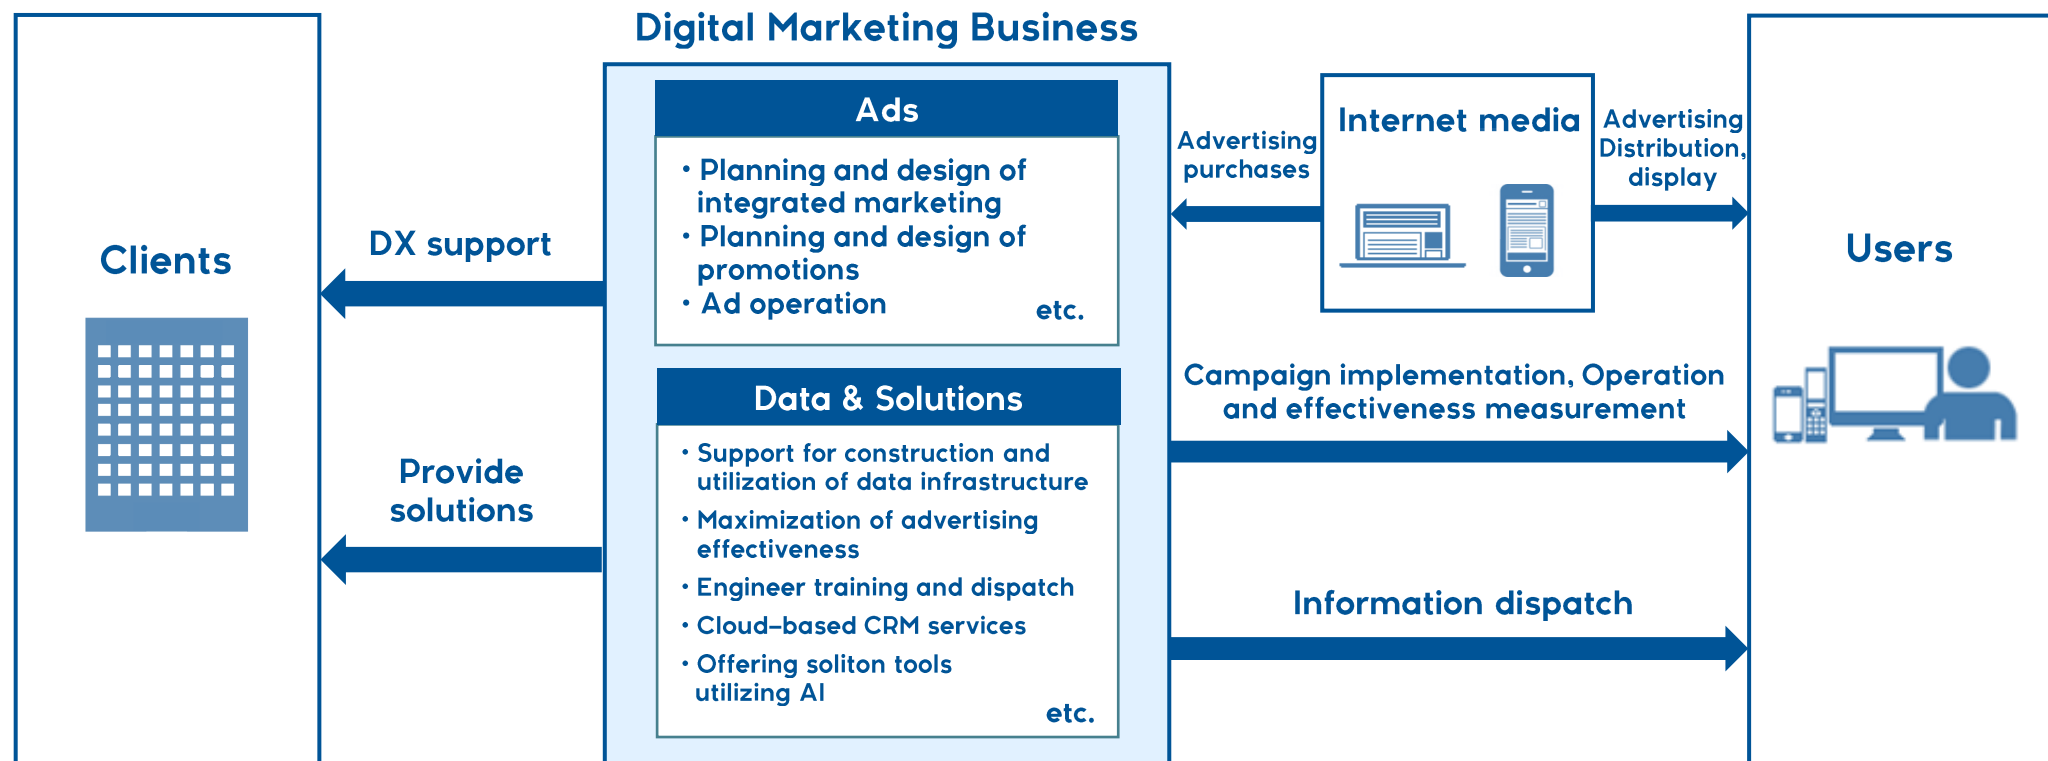 Digital Marketing Business
Clients
DX support
Provide
solutions
Ads
・Planning and design of
integrated marketing
・Planning and design of
promotions
・Ad operation
etc.
Data & Solutions
・Support for construction and
utilization of data infrastructure
・Maximization of advertising
effectiveness
・Engineer training and dispatch
・Cloud-based CRM services
・Offering soliton tools
utilizing AI
etc.
Advertising
purchases
Internet media
Advertising
Distribution,
display
Campaign implementation, Operation
and effectiveness measurement
Information dispatch
Users